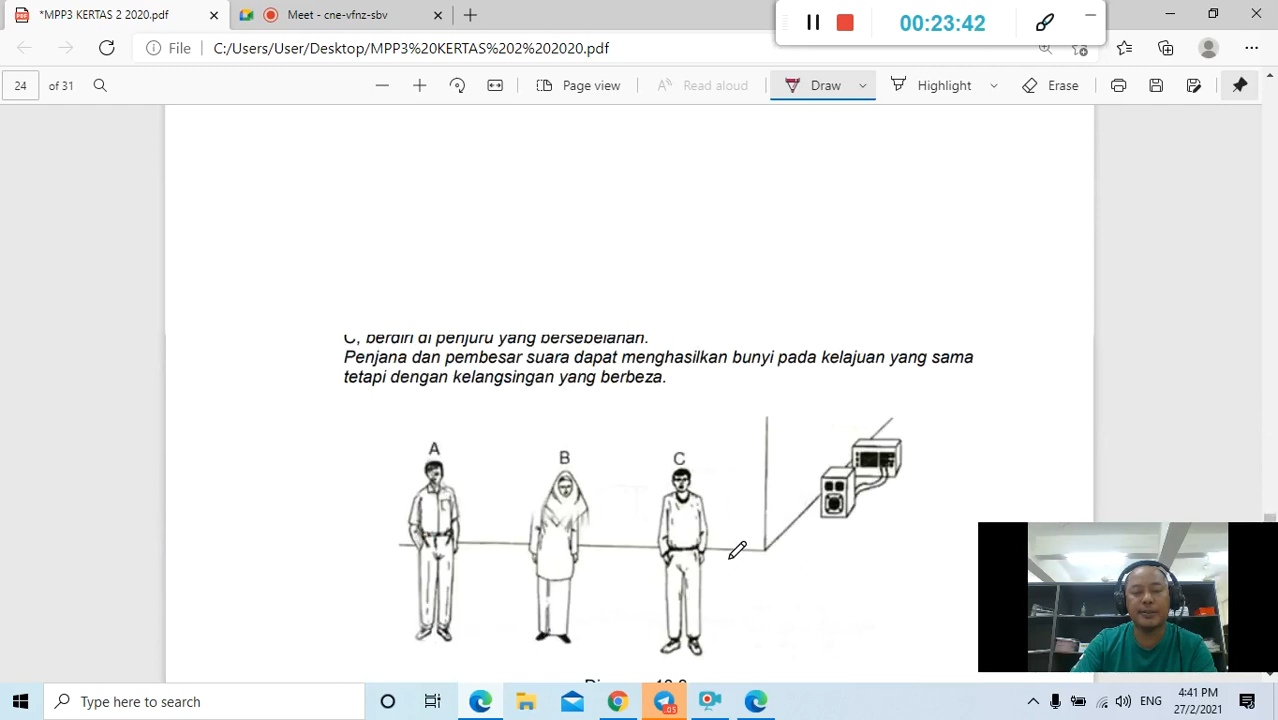 *MPP3 KERTAS 2 2020.pdf
Meet - cne-vfnz-sbv
00:23:42
File
C:/Users/User/Desktop/MPP3%20KERTAS%202%202020.pdf
24 of 31
Page view
Read aloud
Draw
Highlight
Erase
C, berdiri di penjuru yang bersebelahan.
Penjana dan pembesar suara dapat menghasilkan bunyi pada kelajuan yang sama
tetapi dengan kelangsingan yang berbeza.
A
B
C
Type here to search
.05
ENG
4:41 PM
27/2/2021